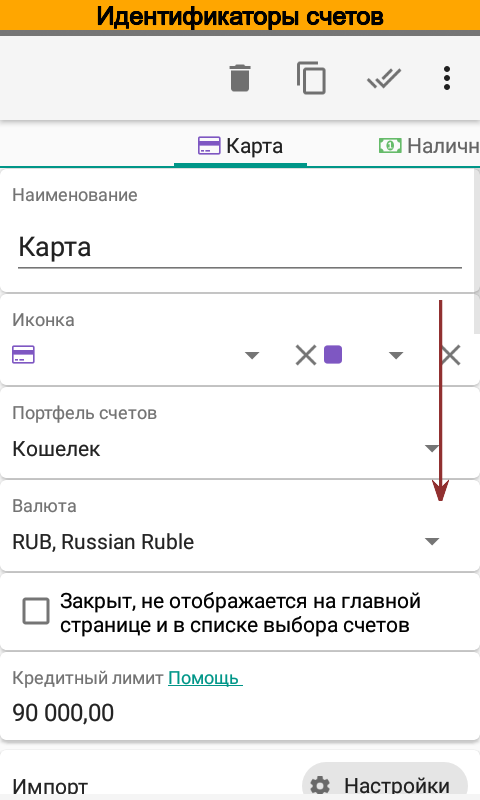 Идентификаторы счетов
Карта
Наличн
Наименование
Карта
Иконка
Портфель счетов
Кошелек
Валюта
RUB, Russian Ruble
Закрыт, не отображается на главной
странице и в списке выбора счетов
Кредитный лимит Помощь
90 000,00
Импорт
Настройки